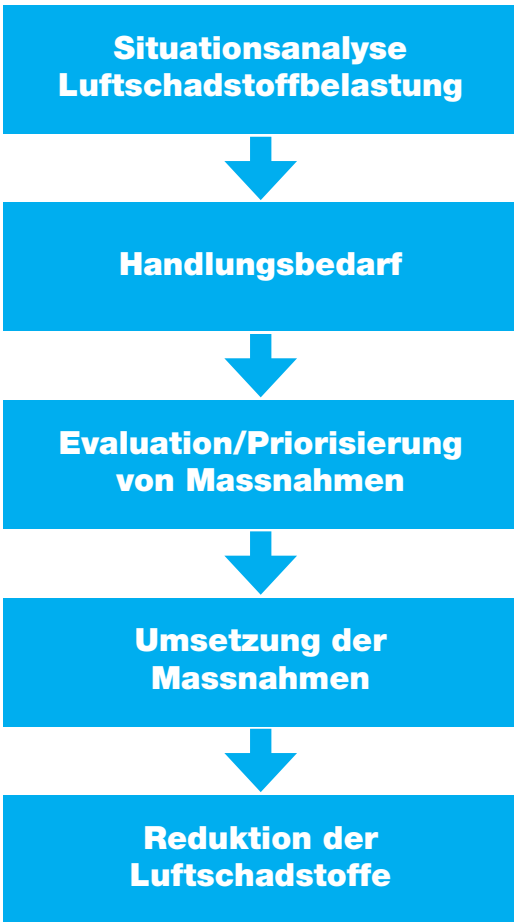 Situationsanalyse
Luftschadstoffbelastung
Handlungsbedarf
Evaluation/Priorisierung
von Massnahmen
Umsetzung der
Massnahmen
Reduktion der
Luftschadstoffe